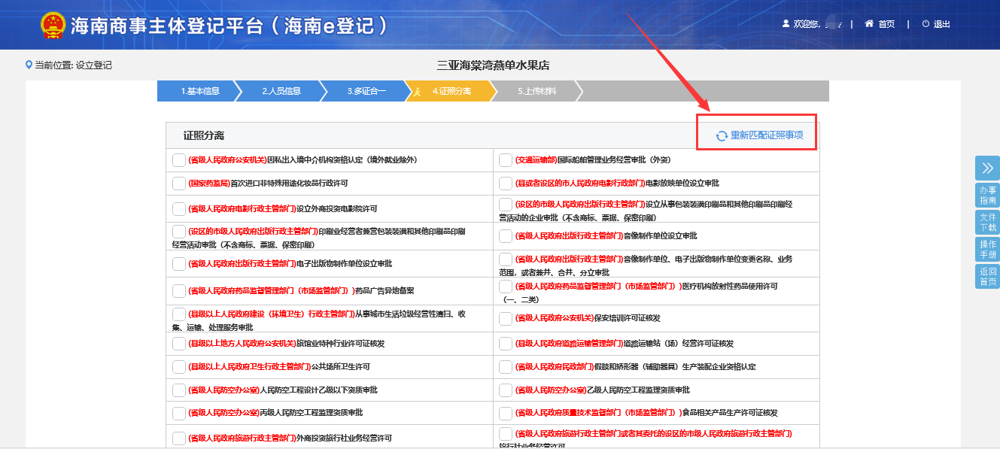 海南商事主体登记平台（海南e登记）
欢迎您, | 首页 | 退出
当前位置: 设立登记
三亚海棠湾燕单水果店
1.基本信息 2.人员信息 3.多证合一 4.证照分离 5.上传材料
证照分离
重新匹配证照事项
(省级人民政府公安机关)因私出入境中介机构资格认定（境外就业除外）
(交通运输部)国际船舶管理业务经营审批（外资）
(国家药监局)首次进口非特殊用途化妆品行政许可
(县或者设区的市人民政府电影行政部门)电影放映单位设立审批
(省级人民政府电影行政主管部门)设立外商投资电影院许可
(设区的市级人民政府出版行政主管部门)设立从事包装装潢印刷品和其他印刷品印刷经
营活动的企业审批（不含商标、票据、保密印刷）
(设区的市级人民政府出版行政主管部门)印刷业经营者兼营包装装潢和其他印刷品印刷
经营活动审批（不含商标、票据、保密印刷）
(省级人民政府出版行政主管部门)音像制作单位设立审批
(省级人民政府出版行政主管部门)电子出版物制作单位设立审批
(省级人民政府出版行政主管部门)音像制作单位、电子出版物制作单位变更名称、业务
范围，或者兼并、合并、分立审批
(省级人民政府药品监督管理部门（市场监管部门）)药品广告异地备案
(省级人民政府药品监督管理部门（市场监管部门）)医疗机构放射性药品使用许可
（一、二类）
(县级以上人民政府建设（环境卫生）行政主管部门)从事城市生活垃圾经营性清扫、收
集、运输、处理服务审批
(省级人民政府公安机关)保安培训许可证核发
(县级以上地方人民政府公安机关)旅馆业特种行业许可证核发
(县级人民政府道路运输管理部门)道路运输站（场）经营许可证核发
(县级以上人民政府卫生行政主管部门)公共场所卫生许可
(省级人民政府民政部门)假肢和矫形器（辅助器具）生产装配企业资格认定
(省级人民防空办公室)人民防空工程设计乙级以下资质审批
(省级人民防空办公室)乙级人民防空工程监理资质审批
(省级人民防空办公室)丙级人民防空工程监理资质审批
(省级人民政府质量技术监督部门（市场监管部门）)食品相关产品生产许可证核发
(省级人民政府旅游行政主管部门)外商投资旅行社业务经营许可
(省级人民政府旅游行政主管部门或者其委托的设区的市级人民政府旅游行政主管部门)
旅行社业务经营许可
办事
指南
文件
下载
操作
手册
返回
首页